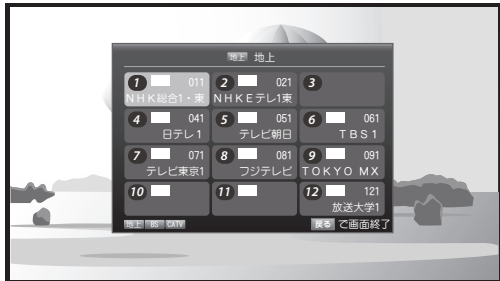 地上 地上
1 011
NHK総合1・東
2 021
NHKEテレ1東
3
4 041
日テレ1
5 051
テレビ朝日
6 061
TBS1
7 071
テレビ東京1
8 081
フジテレビ
9 091
TOKYO MX
10
11
12 121
放送大学1
地上 BS CATV
戻る で画面終了